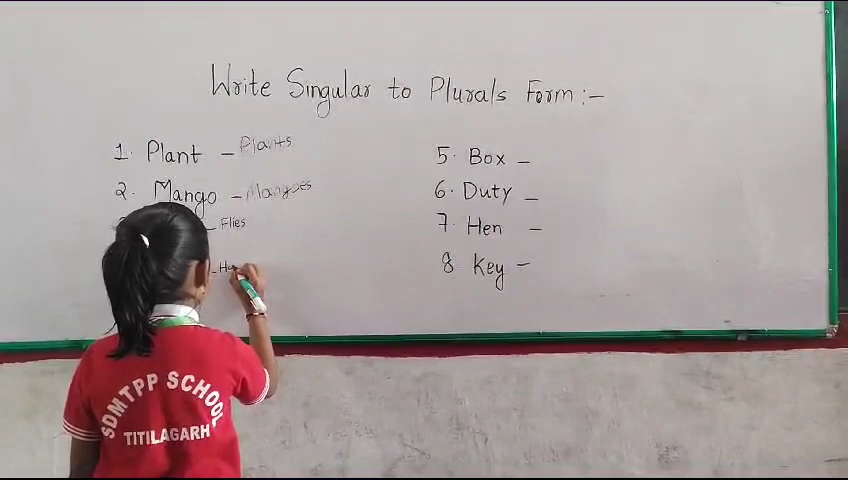 Write Singular to Plurals Form :-
1. Plant - Plants
2. Mango - Mangoes
- Flies
5. Box -
6. Duty -
7. Hen -
8 Key -
SDMTPP SCHOOL
TITILAGARH